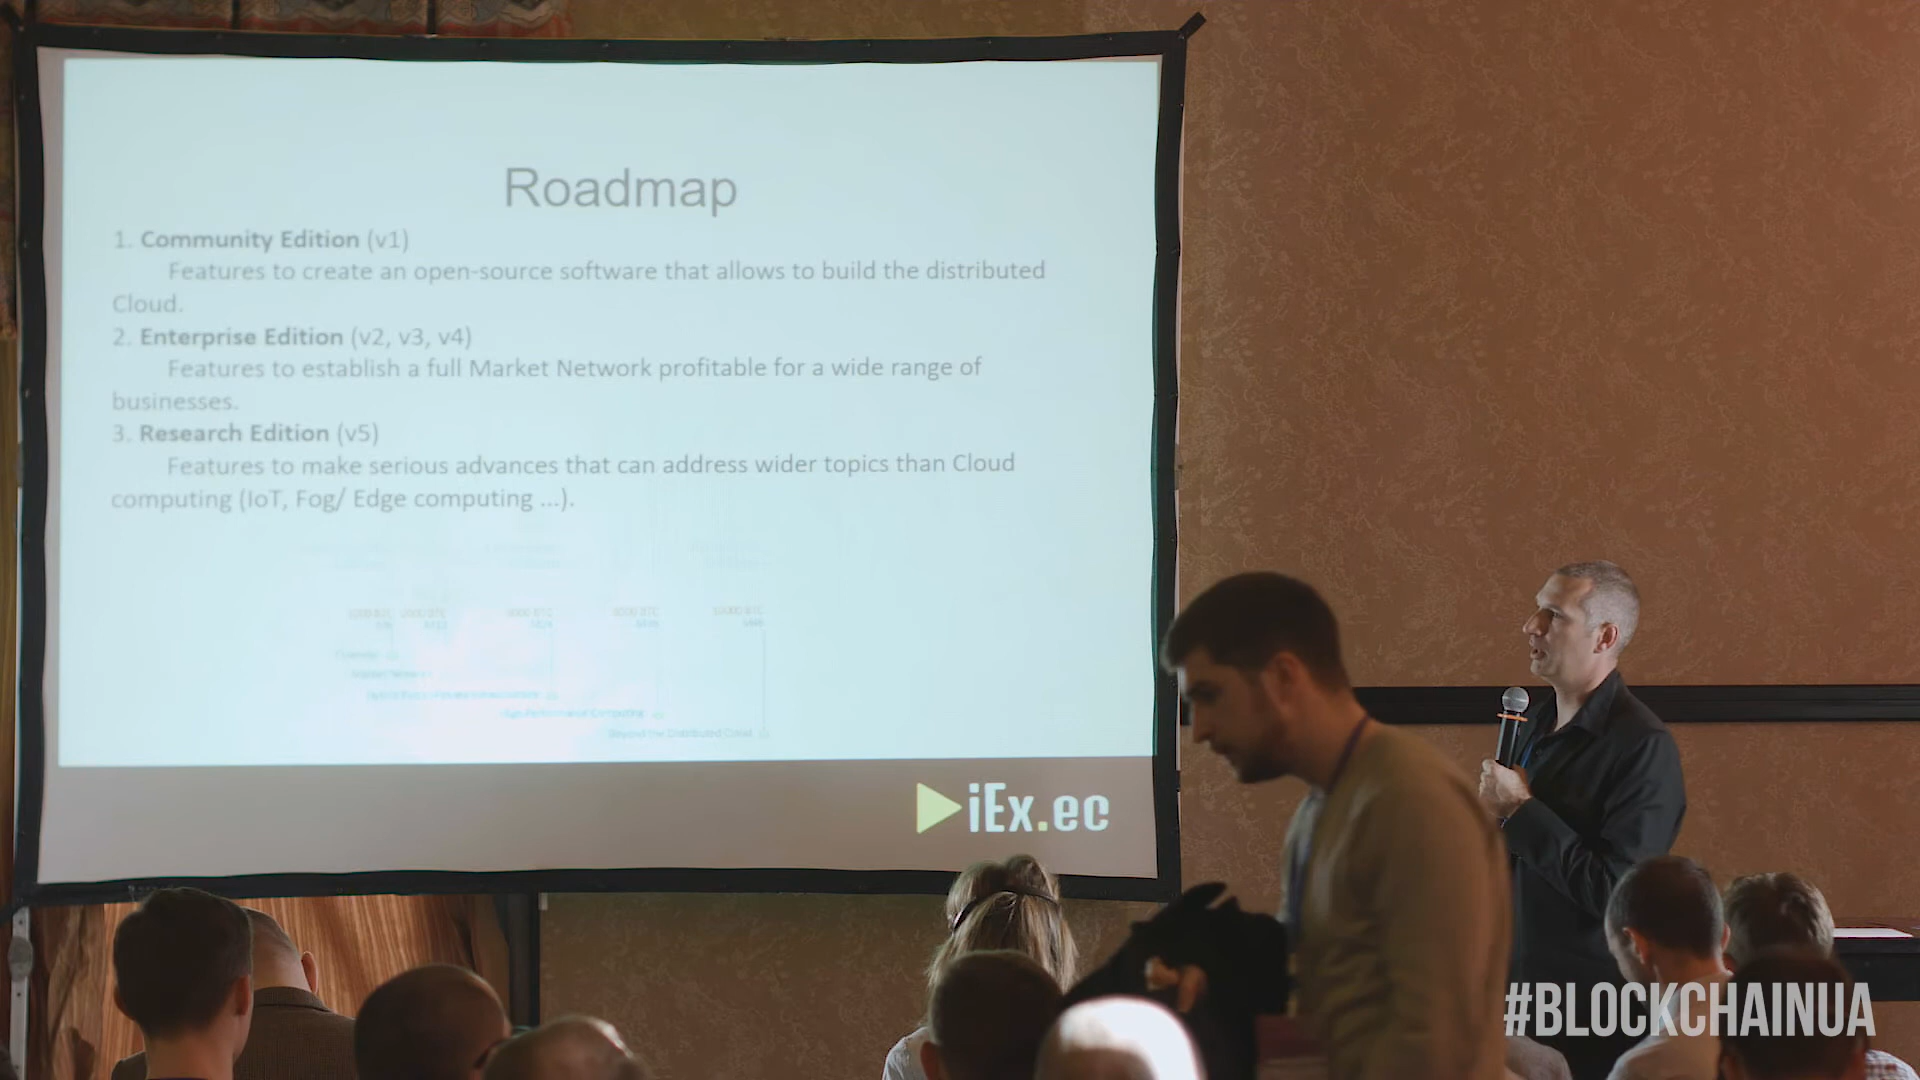 Roadmap
1. Community Edition (v1)
Features to create an open-source software that allows to build the distributed
Cloud.
2. Enterprise Edition (v2, v3, v4)
Features to establish a full Market Network profitable for a wide range of
businesses.
3. Research Edition (v5)
Features to make serious advances that can address wider topics than Cloud
computing (IoT, Fog/ Edge computing ...).
High Performance Computing
Beyond the Distributed Cloud
iEx.ec
#BLOCKCHAINUA